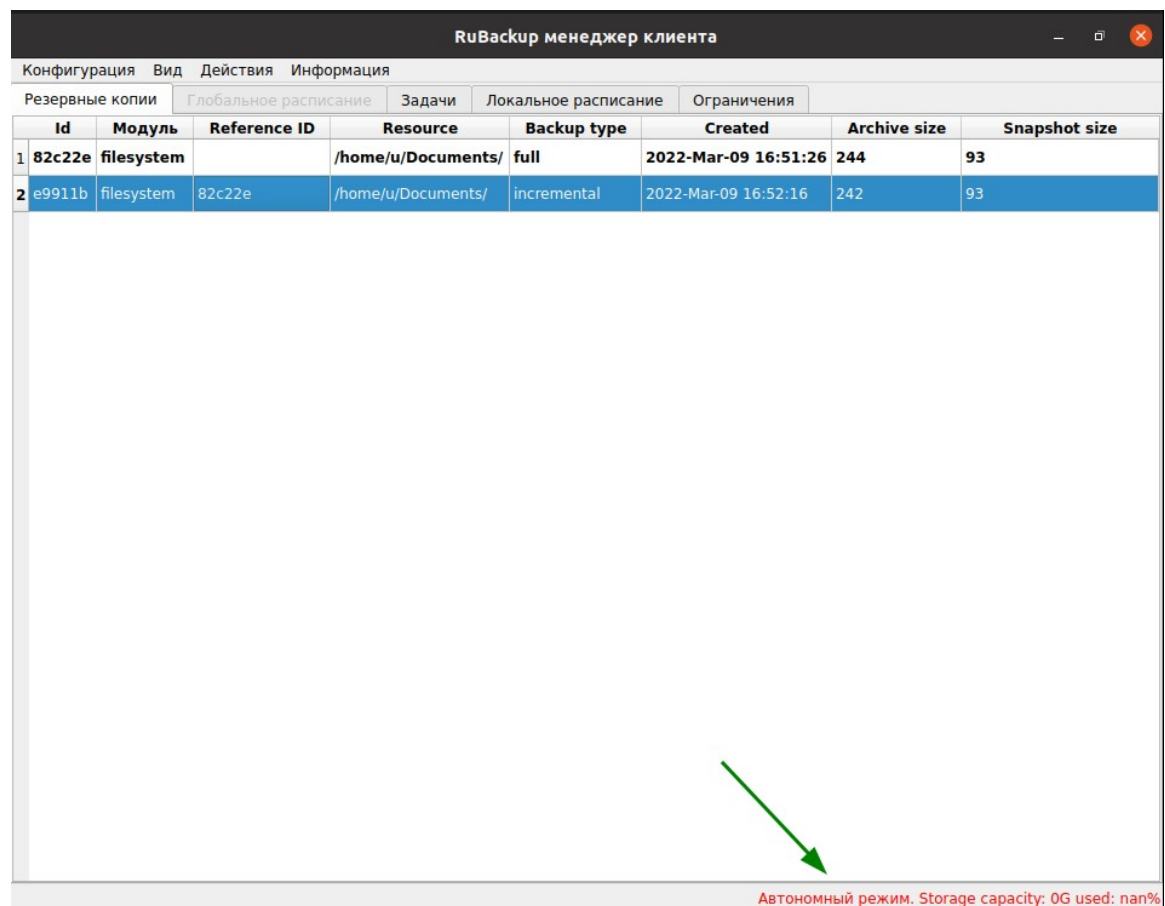 RuBackup менеджер клиента
Конфигурация Вид Действия Информация
Резервные копии Глобальное расписание Задачи Локальное расписание Ограничения
Id Модуль Reference ID Resource Backup type Created Archive size Snapshot size
1 82c22e filesystem /home/u/Documents/ full 2022-Mar-09 16:51:26 244 93
2 e9911b filesystem 82c22e /home/u/Documents/ incremental 2022-Mar-09 16:52:16 242 93
Автономный режим. Storage capacity: 0G used: nan%